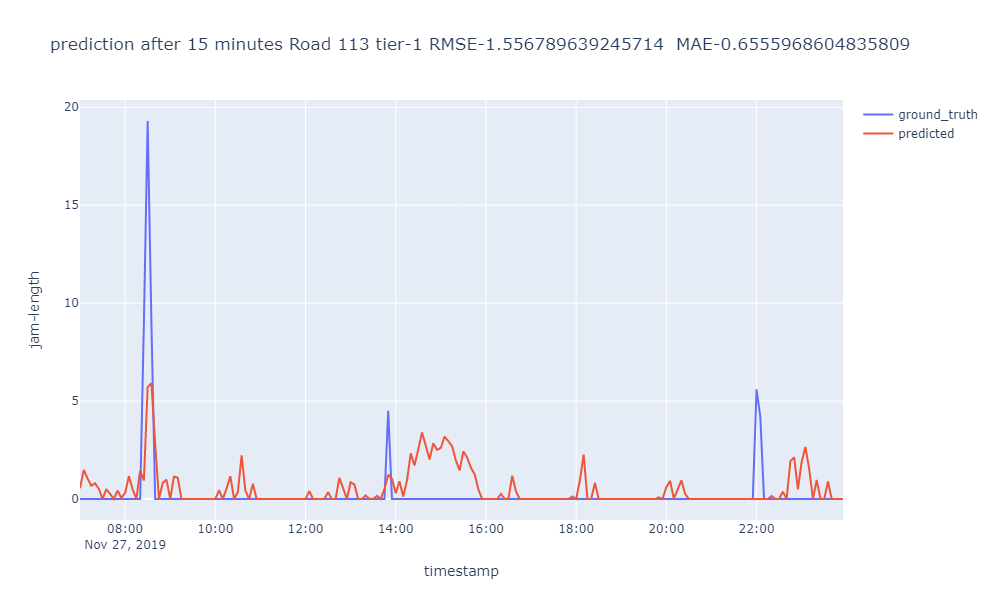 prediction after 15 minutes Road 113 tier-1 RMSE-1.556789639245714  MAE-0.6555968604835809
ground_truth
predicted
20
15
10
5
0
jam-length
08:00 10:00 12:00 14:00 16:00 18:00 20:00 22:00
Nov 27, 2019
timestamp